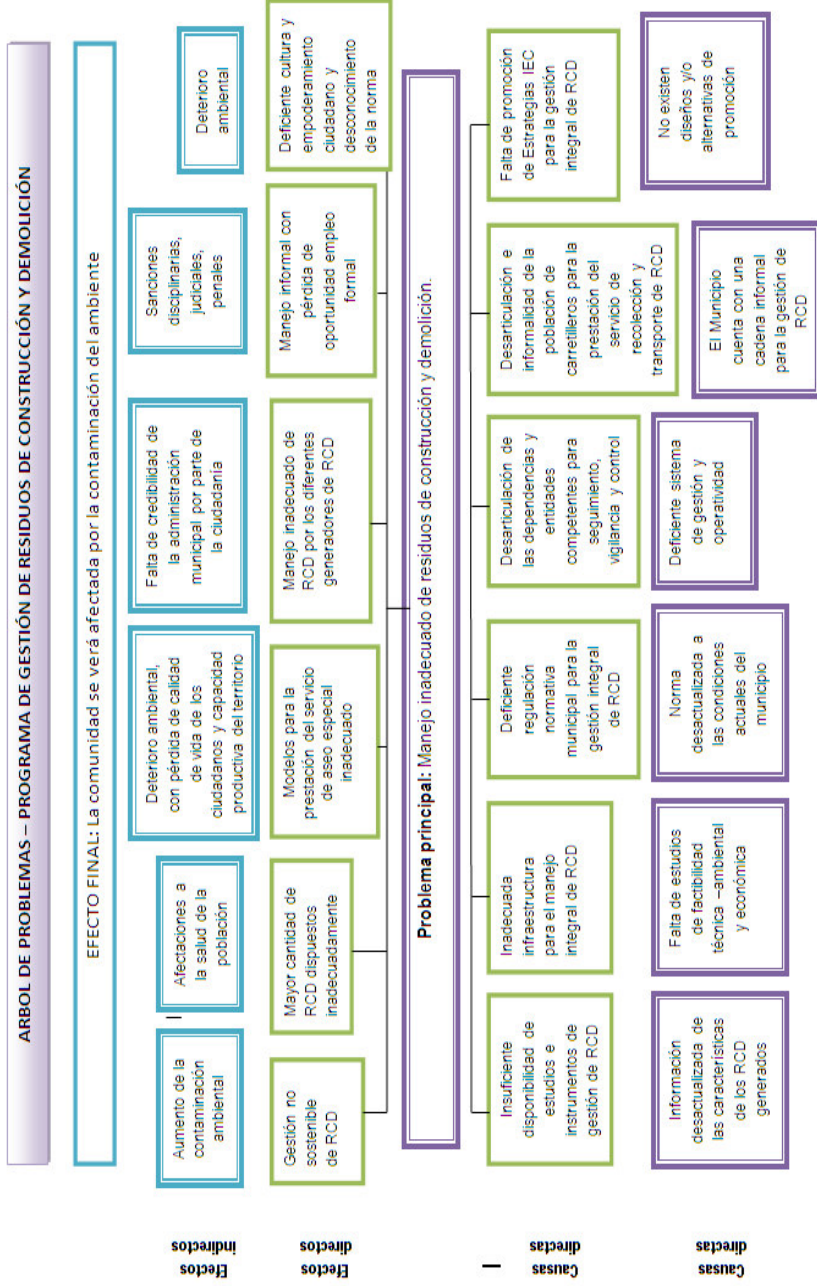 ARBOL DE PROBLEMAS – PROGRAMA DE GESTIÓN DE RESIDUOS DE CONSTRUCCIÓN Y DEMOLICIÓN
EFECTO FINAL: La comunidad se verá afectada por la contaminación del ambiente
Efectos
indirectos
Aumento de la
contaminación
ambiental
Afectaciones a
la salud de la
población
Deterioro ambiental,
con pérdida de calidad
de vida de los
ciudadanos y capacidad
productiva del territorio
Falta de credibilidad de
la administración
municipal por parte de
la ciudadanía
Sanciones
disciplinarias,
judiciales,
penales
Deterioro
ambiental
Efectos
directos
Gestión no
sostenible
de RCD
Mayor cantidad de
RCD dispuestos
inadecuadamente
Modelos para la
prestación del servicio
de aseo especial
inadecuado
Manejo inadecuado de
RCD por los diferentes
generadores de RCD
Manejo informal con
pérdida de
oportunidad empleo
formal
Deficiente cultura y
empoderamiento
ciudadano y
desconocimiento
de la norma
Problema principal: Manejo inadecuado de residuos de construcción y demolición.
Causas
directas
Insuficiente
disponibilidad de
estudios e
instrumentos de
gestión de RCD
Inadecuada
infraestructura
para el manejo
integral de RCD
Deficiente
regulación
normativa
municipal para la
gestión integral
de RCD
Desarticulación de
las dependencias y
entidades
competentes para
seguimiento,
vigilancia y control
Desarticulación e
informalidad de la
población de
carretilleros para la
prestación del
servicio de
recolección y
transporte de RCD
Falta de promoción
de Estrategias IEC
para la gestión
integral de RCD
Causas
directas
Información
desactualizada de
las características
de los RCD
generados
Falta de estudios
de factibilidad
técnica –ambiental
y económica
Norma
desactualizada a
las condiciones
actuales del
municipio
Deficiente sistema
de gestión y
operatividad
El Municipio
cuenta con una
cadena informal
para la gestión de
RCD
No existen
diseños y/o
alternativas de
promoción